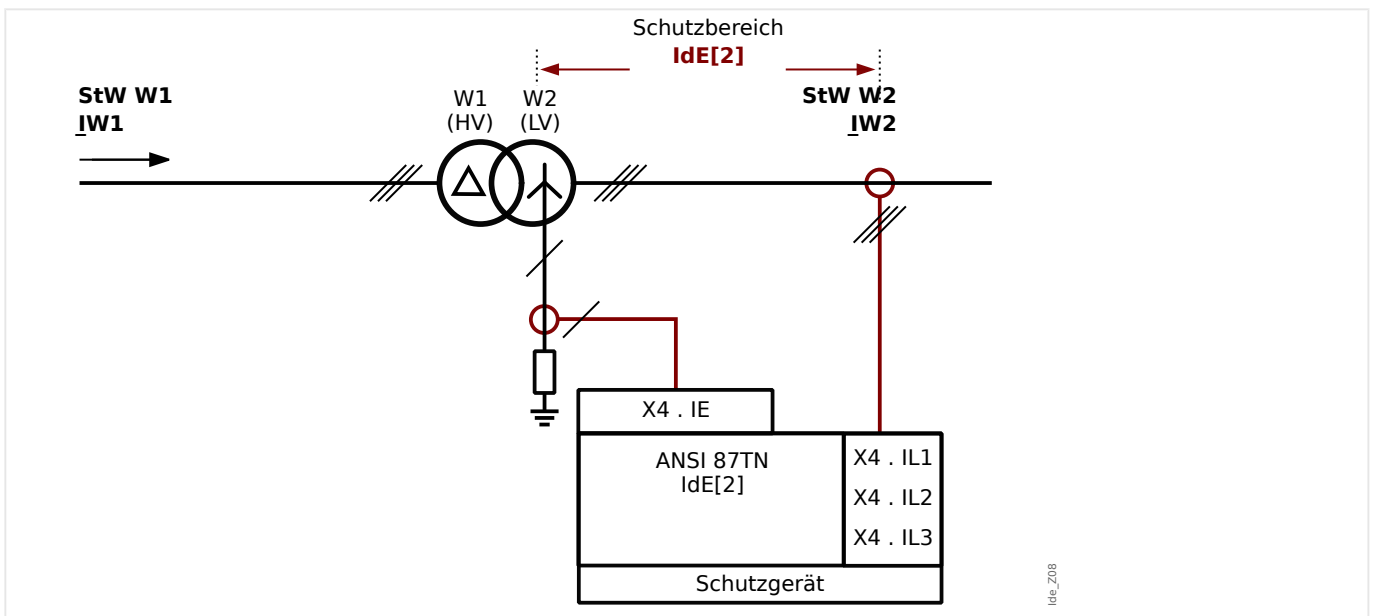 Schutzbereich
IdE[2]
StW W1
IW1
W1
(HV)
W2
(LV)
StW W2
IW2
X4 . IE
ANSI 87TN
IdE[2]
X4 . IL1
X4 . IL2
X4 . IL3
Schutzgerät
Ide_Z08